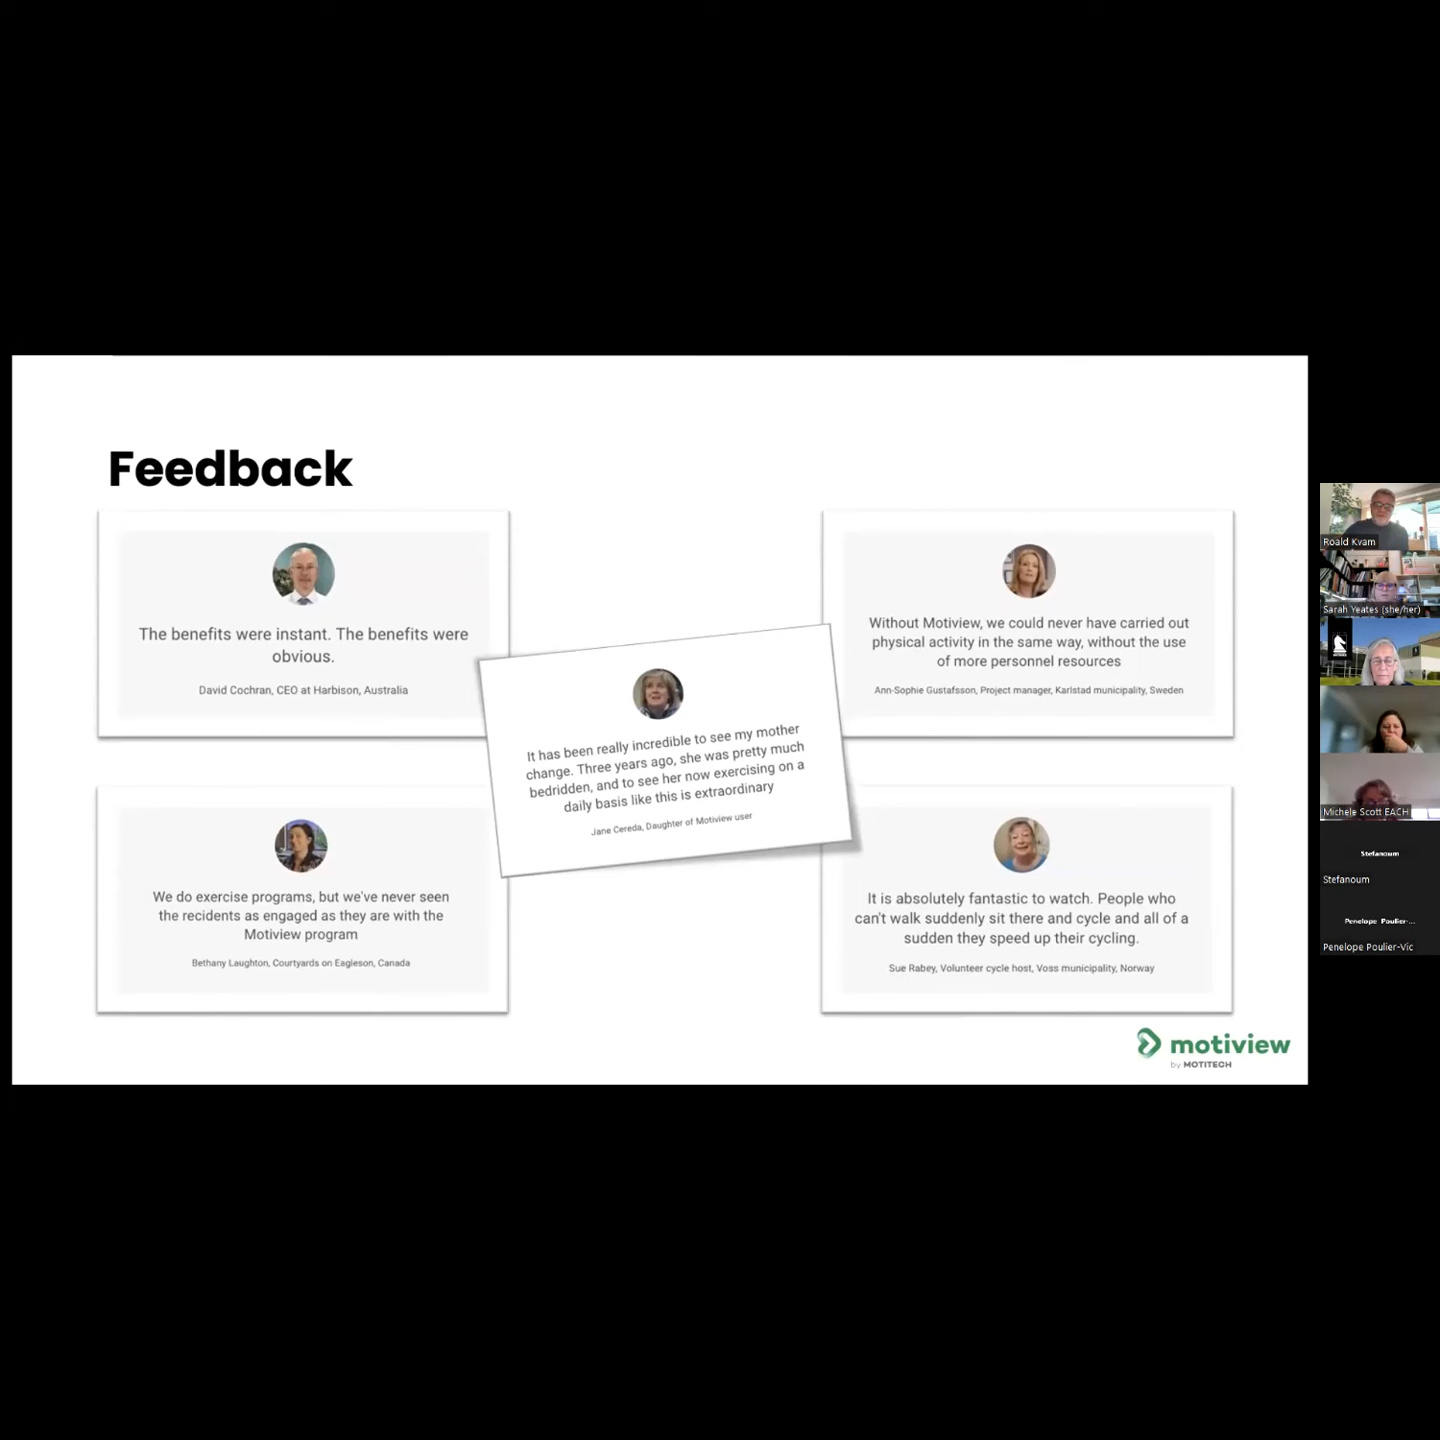 Feedback
The benefits were instant. The benefits were
obvious.
David Cochran, CEO at Harbison, Australia
Without Motiview, we could never have carried out
physical activity in the same way, without the use
of more personnel resources
Ann-Sophie Gustafsson, Project manager, Karlstad municipality, Sweden
It has been really incredible to see my mother
change. Three years ago, she was pretty much
bedridden, and to see her now exercising on a
daily basis like this is extraordinary
Jane Cereda, Daughter of Motiview user
We do exercise programs, but we've never seen
the recidents as engaged as they are with the
Motiview program
Bethany Laughton, Courtyards on Eagleson, Canada
It is absolutely fantastic to watch. People who
can't walk suddenly sit there and cycle and all of a
sudden they speed up their cycling.
Sue Rabey, Volunteer cycle host, Voss municipality, Norway
motiview
by MOTITECH
Roald Kvam
Sarah Yeates (she/her)
Michele Scott EACH
Stefanoum
Stefanoum
Penelope Poulier-...
Penelope Poulier-Vic